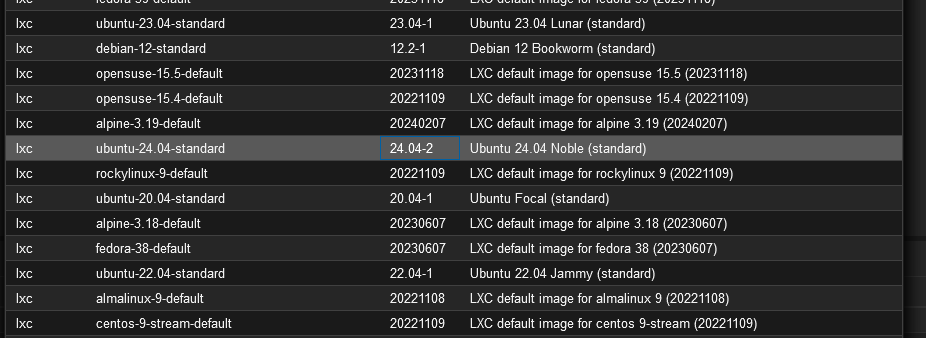 lxc fedora-39-default 20231118 LXC default image for fedora 39 (20231118)
lxc ubuntu-23.04-standard 23.04-1 Ubuntu 23.04 Lunar (standard)
lxc debian-12-standard 12.2-1 Debian 12 Bookworm (standard)
lxc opensuse-15.5-default 20231118 LXC default image for opensuse 15.5 (20231118)
lxc opensuse-15.4-default 20221109 LXC default image for opensuse 15.4 (20221109)
lxc alpine-3.19-default 20240207 LXC default image for alpine 3.19 (20240207)
lxc ubuntu-24.04-standard 24.04-2 Ubuntu 24.04 Noble (standard)
lxc rockylinux-9-default 20221109 LXC default image for rockylinux 9 (20221109)
lxc ubuntu-20.04-standard 20.04-1 Ubuntu Focal (standard)
lxc alpine-3.18-default 20230607 LXC default image for alpine 3.18 (20230607)
lxc fedora-38-default 20230607 LXC default image for fedora 38 (20230607)
lxc ubuntu-22.04-standard 22.04-1 Ubuntu 22.04 Jammy (standard)
lxc almalinux-9-default 20221108 LXC default image for almalinux 9 (20221108)
lxc centos-9-stream-default 20221109 LXC default image for centos 9-stream (20221109)